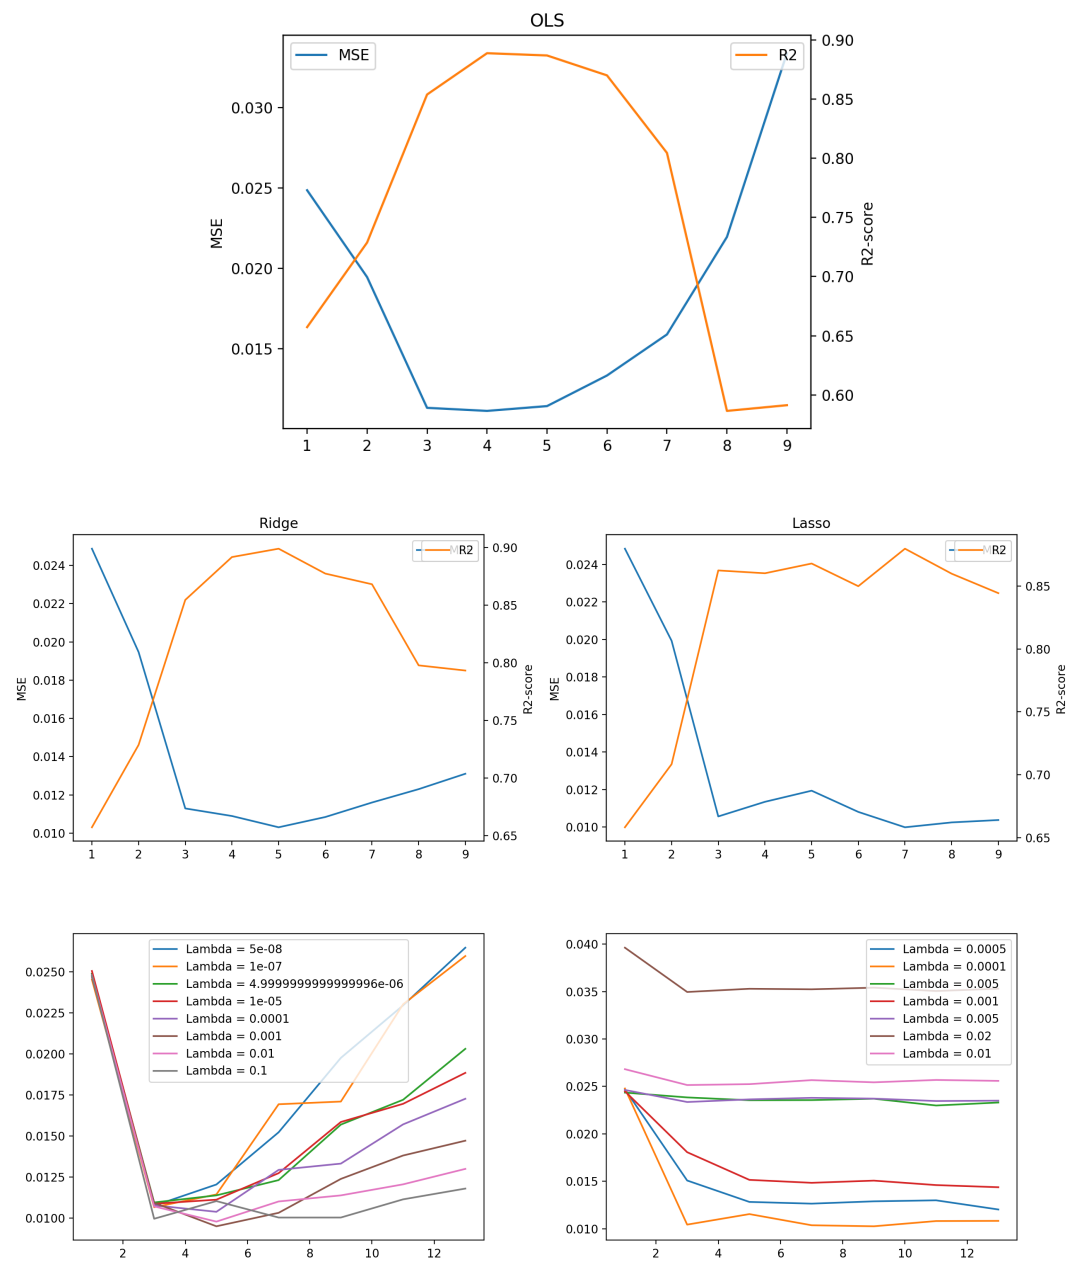 OLS
MSE
R2
0.030
0.025
0.020
0.015
MSE
0.90
0.85
0.80
0.75
0.70
0.65
0.60
R2-score
1 2 3 4 5 6 7 8 9
Ridge
R2
0.024
0.022
0.020
0.018
0.016
0.014
0.012
0.010
MSE
0.90
0.85
0.80
0.75
0.70
0.65
R2-score
1 2 3 4 5 6 7 8 9
Lasso
R2
0.024
0.022
0.020
0.018
0.016
0.014
0.012
0.010
MSE
0.85
0.80
0.75
0.70
0.65
R2-score
1 2 3 4 5 6 7 8 9
Lambda = 5e-08
Lambda = 1e-07
Lambda = 4.9999999999999996e-06
Lambda = 1e-05
Lambda = 0.0001
Lambda = 0.001
Lambda = 0.01
Lambda = 0.1
0.0250
0.0225
0.0200
0.0175
0.0150
0.0125
0.0100
2 4 6 8 10 12
Lambda = 0.0005
Lambda = 0.0001
Lambda = 0.005
Lambda = 0.001
Lambda = 0.005
Lambda = 0.02
Lambda = 0.01
0.040
0.035
0.030
0.025
0.020
0.015
0.010
2 4 6 8 10 12